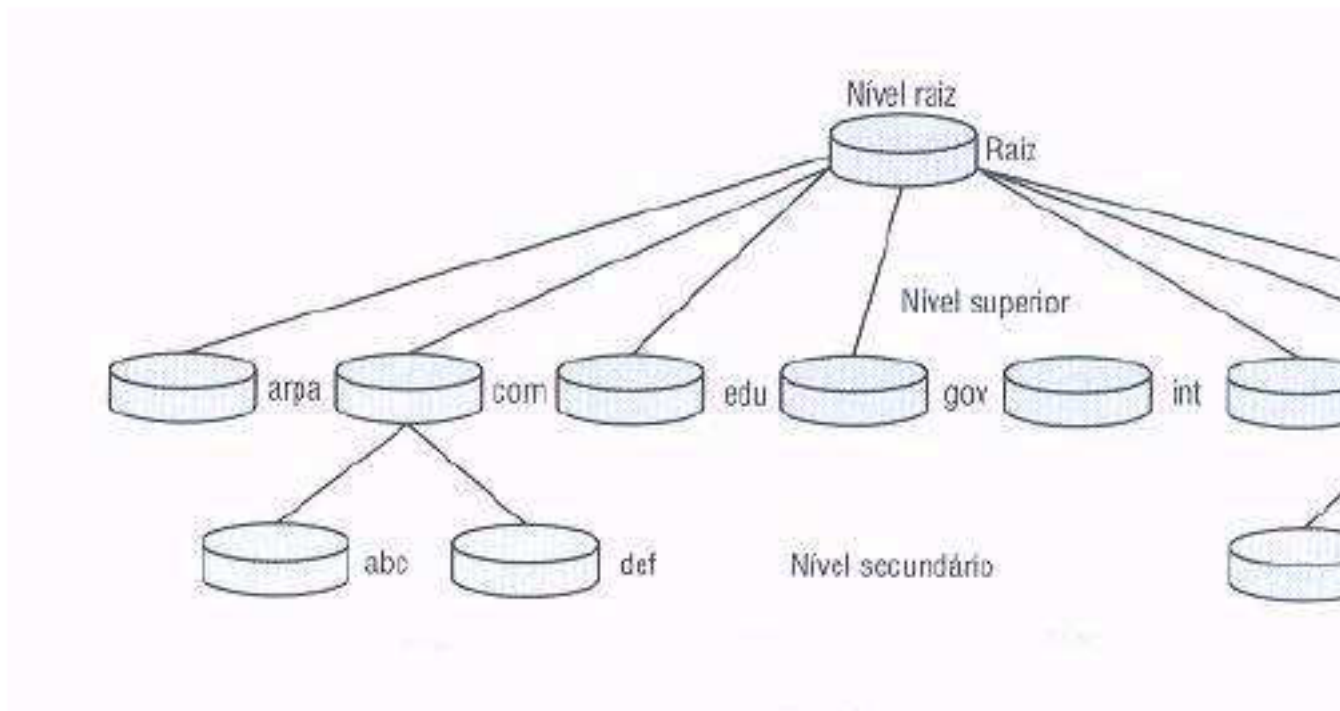 Nível raiz
Raiz
Nível superior
arpa
com
edu
gov
int
abc
def
Nível secundário